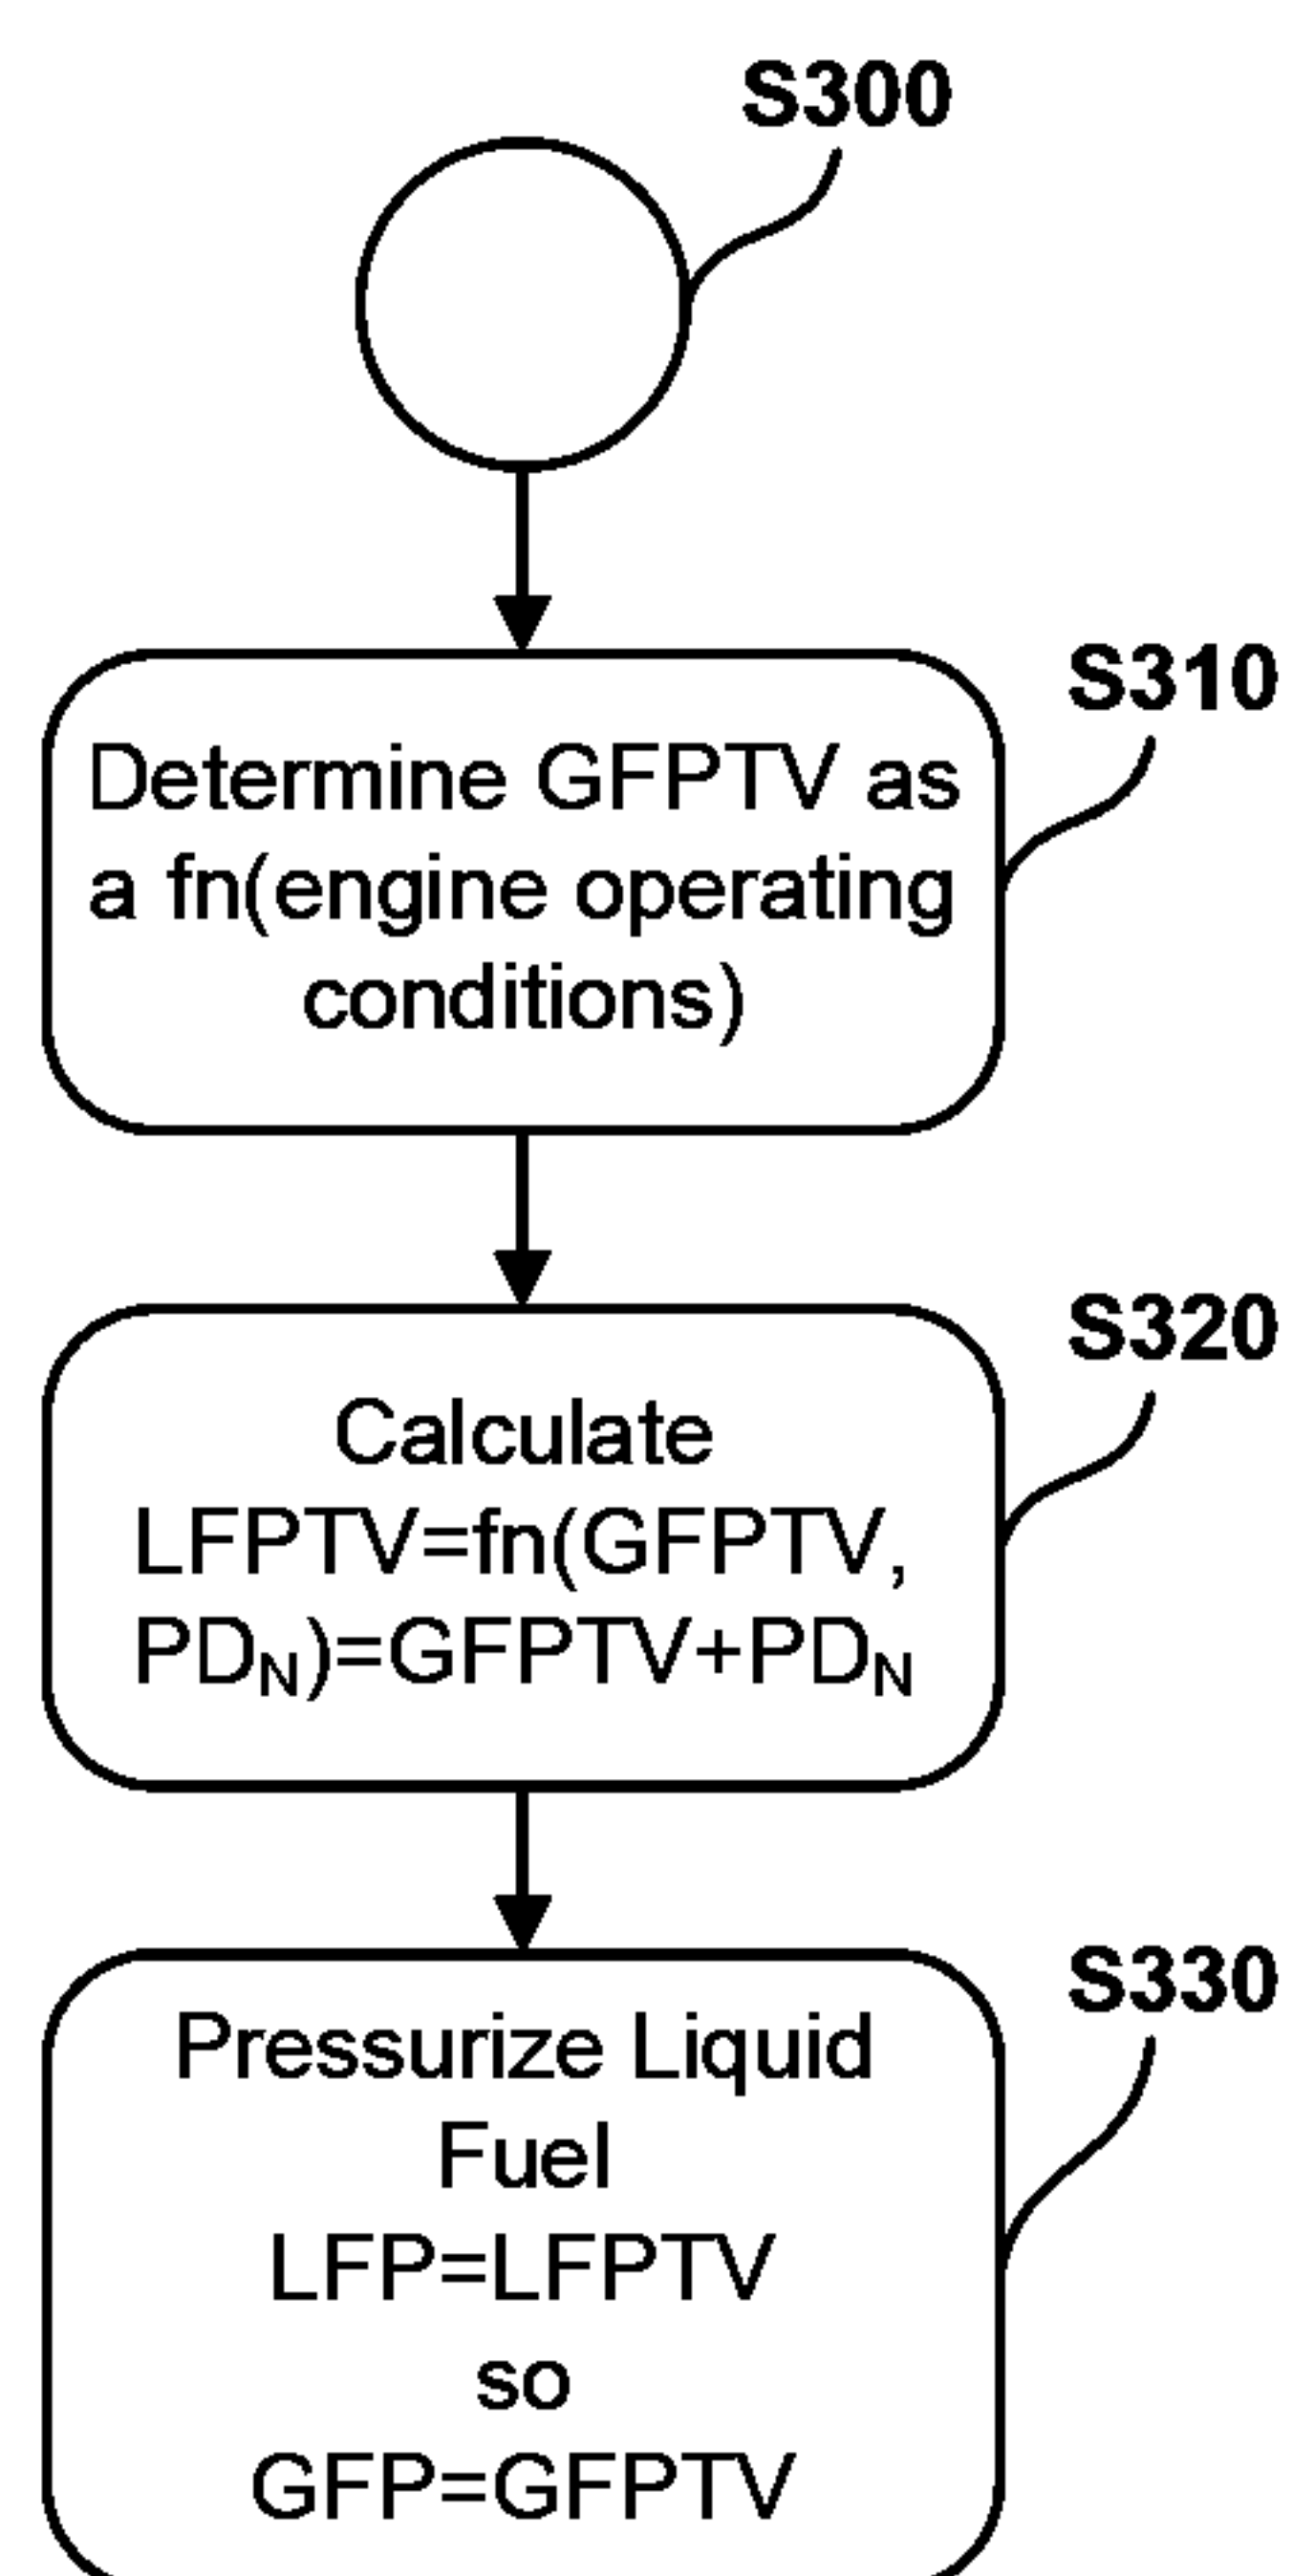 S300
S310
Determine GFPTV as
a fn(engine operating
conditions)
S320
Calculate
LFPTV=fn(GFPTV,
PDN)=GFPTV+PDN
S330
Pressurize Liquid
Fuel
LFP=LFPTV
so
GFP=GFPTV